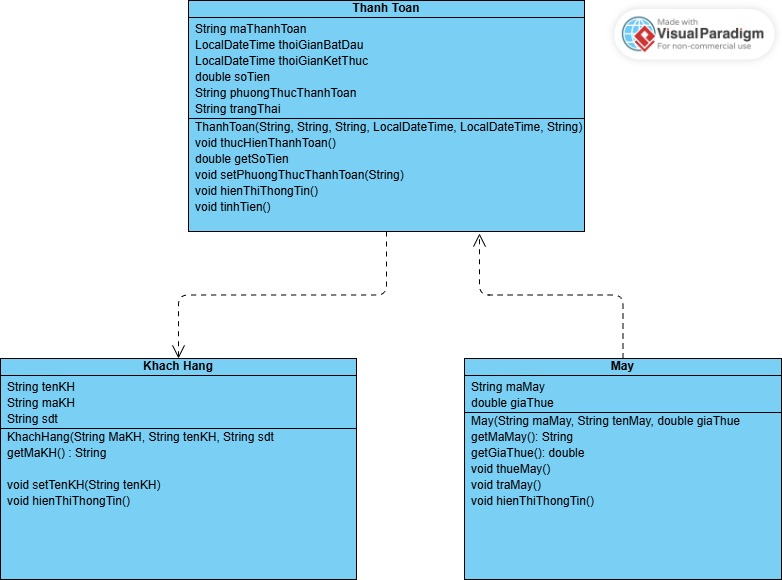 Thanh Toan
String maThanhToan
LocalDateTime thoiGianBatDau
LocalDateTime thoiGianKetThuc
double soTien
String phuongThucThanhToan
String trangThai
ThanhToan(String, String, String, LocalDateTime, LocalDateTime, String)
void thucHienThanhToan()
double getSoTien
void setPhuongThucThanhToan(String)
void hienThiThongTin()
void tinhTien()
Made with
VisualParadigm
For non-commercial use
Khach Hang
String tenKH
String maKH
String sdt
KhachHang(String MaKH, String tenKH, String sdt
getMaKH() : String
void setTenKH(String tenKH)
void hienThiThongTin()
May
String maMay
double giaThue
May(String maMay, String tenMay, double giaThue
getMaMay(): String
getGiaThue(): double
void thueMay()
void traMay()
void hienThiThongTin()